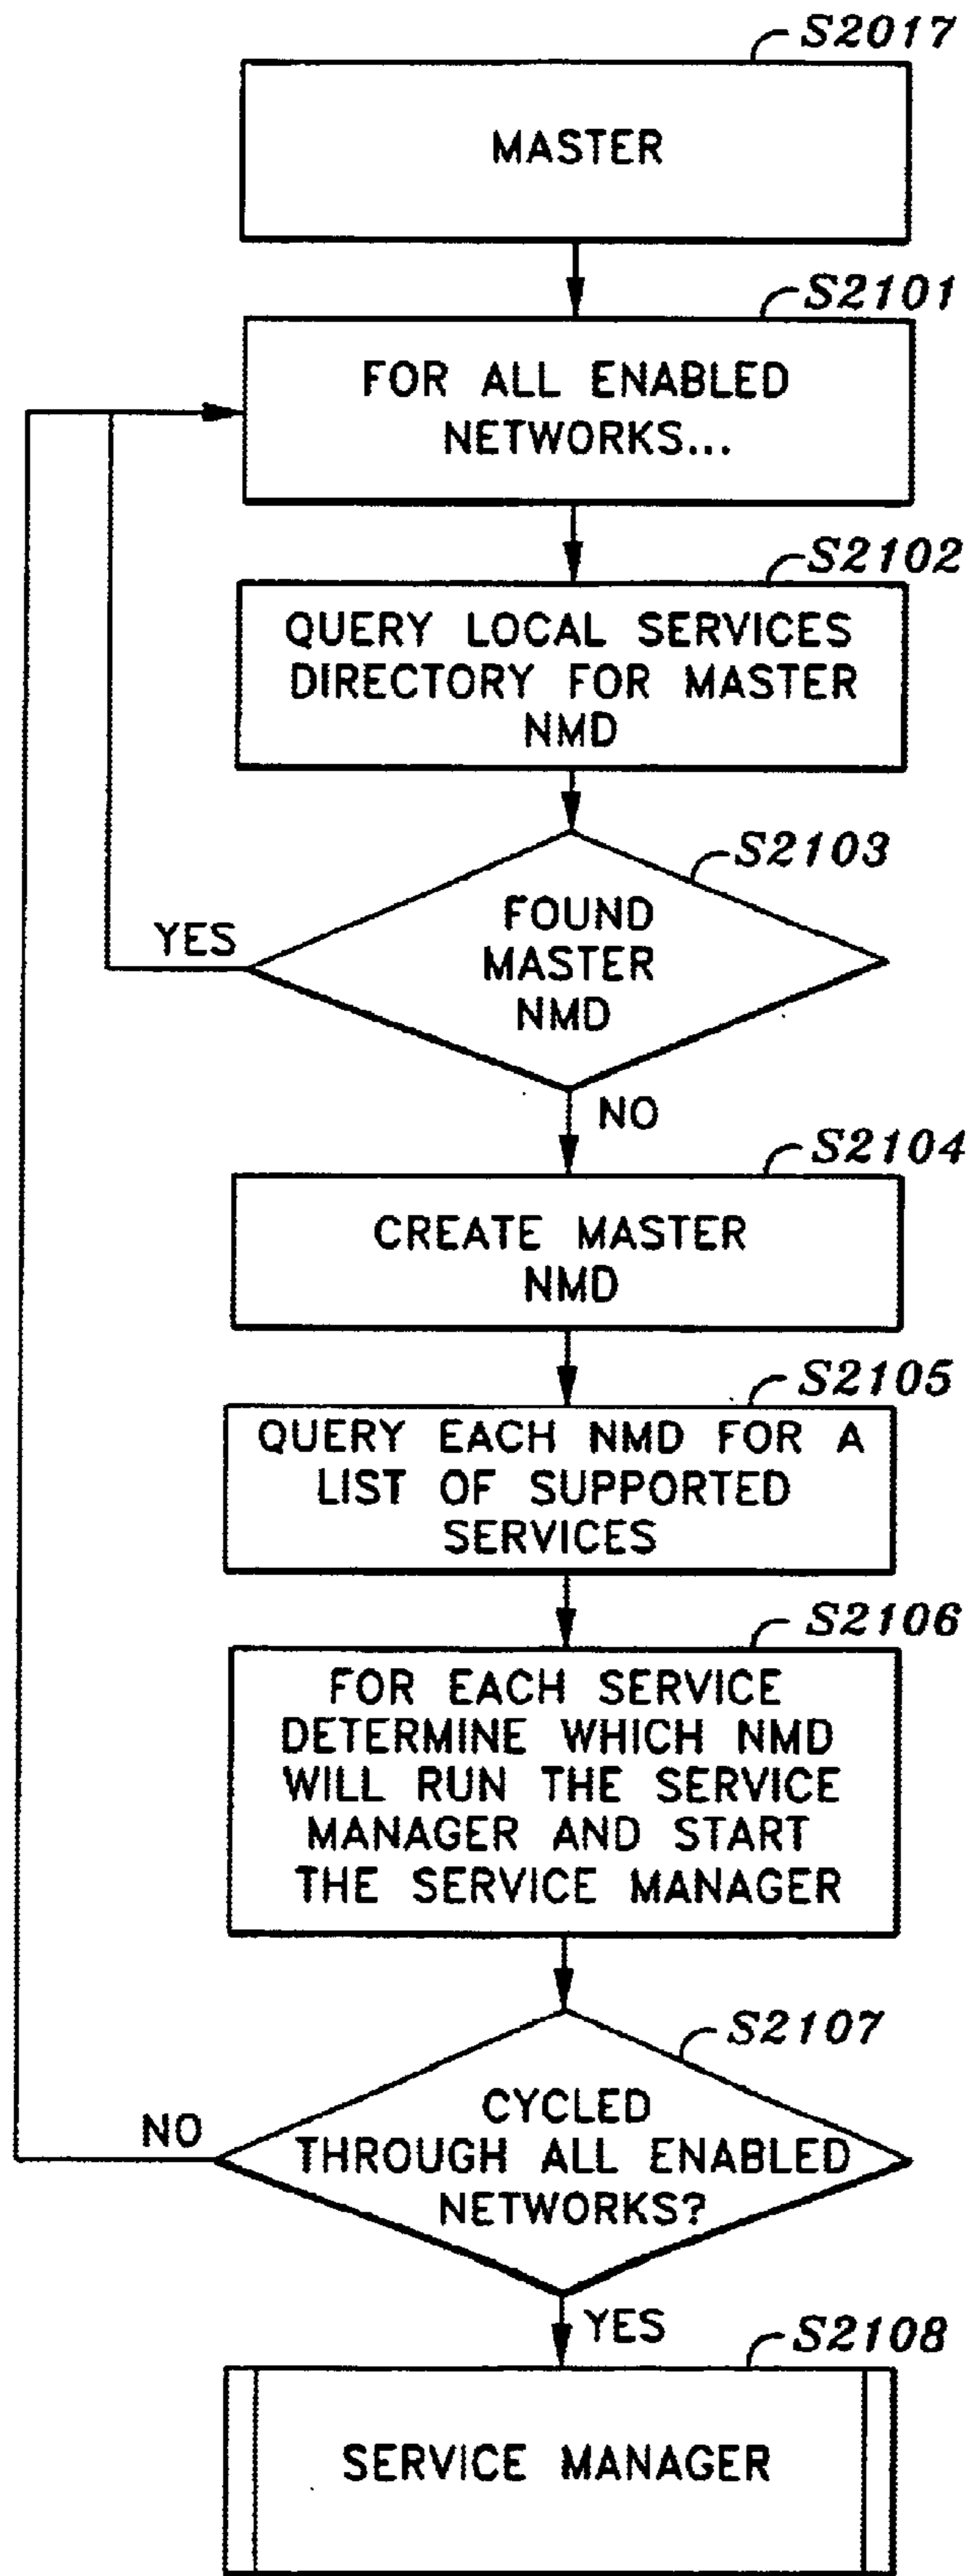 S2017
MASTER
S2101
FOR ALL ENABLED
NETWORKS...
S2102
QUERY LOCAL SERVICES
DIRECTORY FOR MASTER
NMD
S2103
FOUND
MASTER
NMD
YES
NO
S2104
CREATE MASTER
NMD
S2105
QUERY EACH NMD FOR A
LIST OF SUPPORTED
SERVICES
S2106
FOR EACH SERVICE
DETERMINE WHICH NMD
WILL RUN THE SERVICE
MANAGER AND START
THE SERVICE MANAGER
S2107
CYCLED
THROUGH ALL ENABLED
NETWORKS?
NO
YES
S2108
SERVICE MANAGER